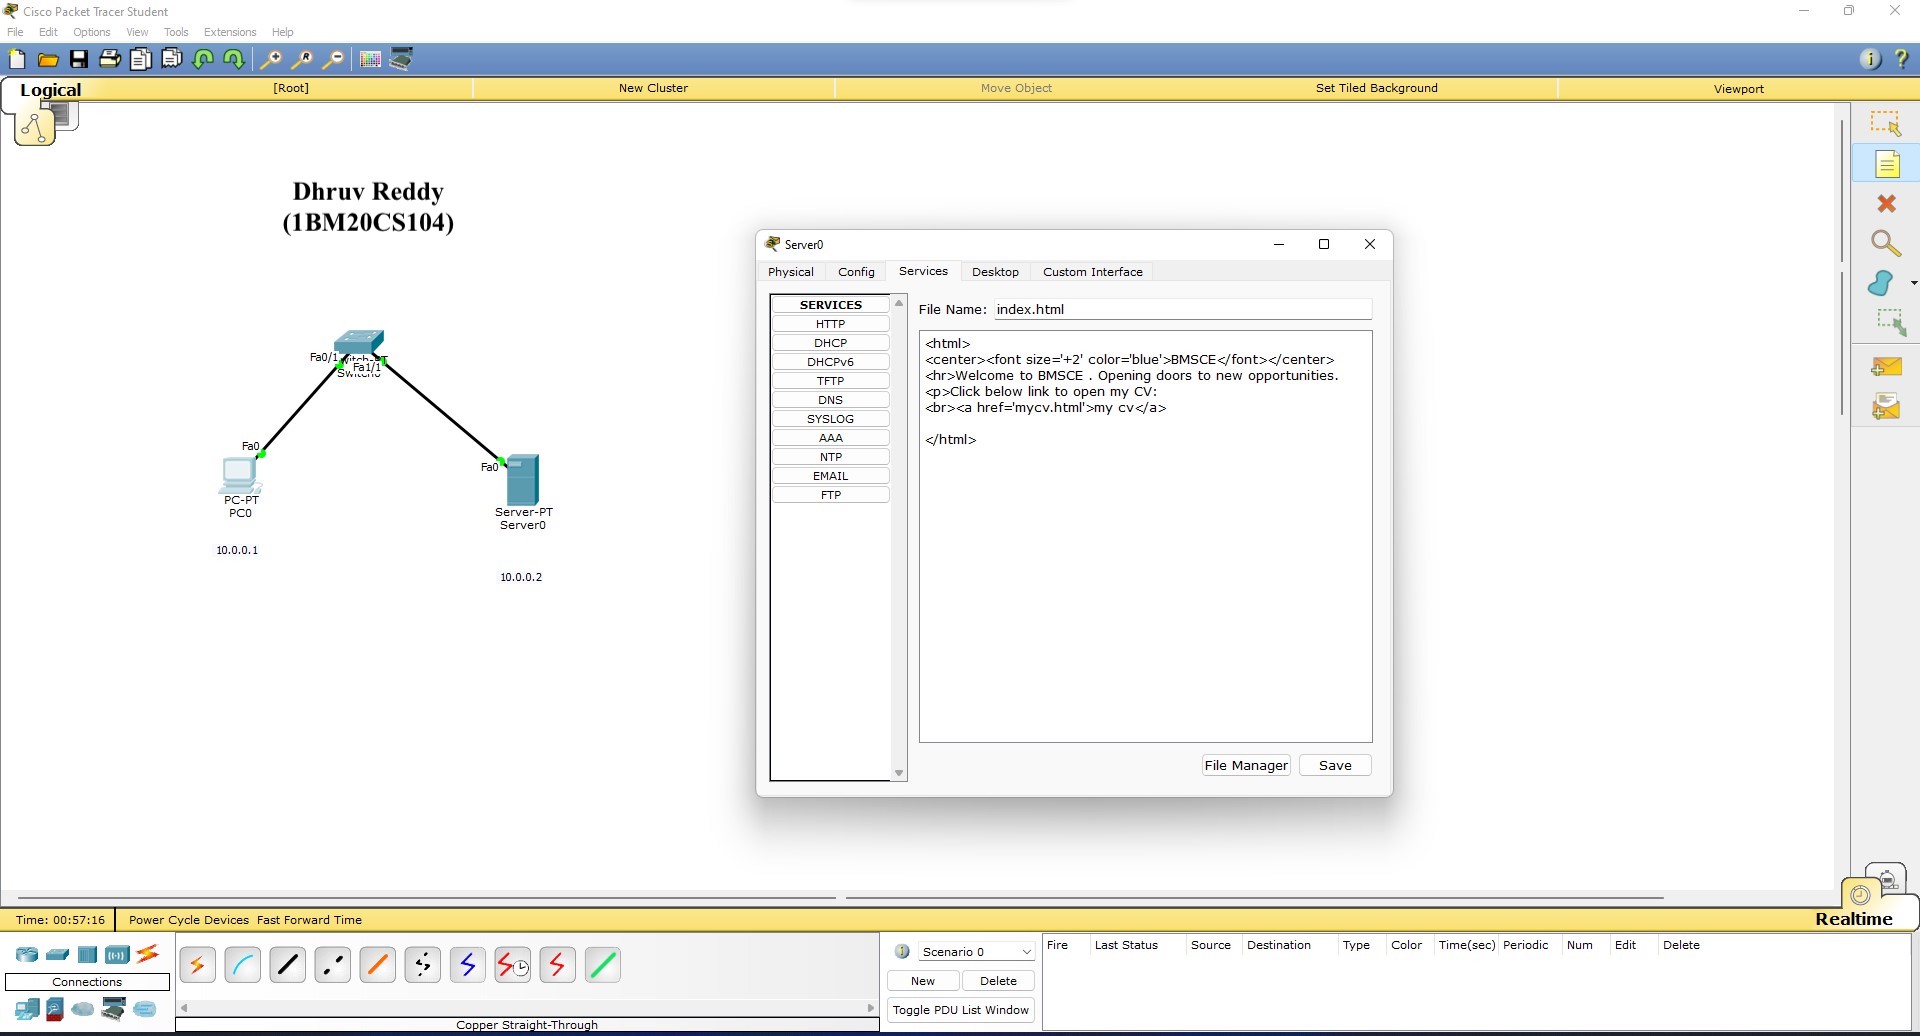 Cisco Packet Tracer Student
File Edit Options View Tools Extensions Help
Logical [Root] New Cluster Move Object Set Tiled Background Viewport
Dhruv Reddy
(1BM20CS104)
Fa0/1
Fa1/1
Fa0
PC-PT
PC0
10.0.0.1
Fa0
Server-PT
Server0
10.0.0.2
Server0
Physical Config Services Desktop Custom Interface
SERVICES
HTTP
DHCP
DHCPv6
TFTP
DNS
SYSLOG
AAA
NTP
EMAIL
FTP
File Name: index.html
<html>
<center><font size='+2' color='blue'>BMSCE</font></center>
<hr>Welcome to BMSCE . Opening doors to new opportunities.
<p>Click below link to open my CV:
<br><a href='mycv.html'>my cv</a>
</html>
File Manager Save
Time: 00:57:16 Power Cycle Devices Fast Forward Time
Realtime
Connections
Copper Straight-Through
Scenario 0
New Delete
Toggle PDU List Window
Fire Last Status Source Destination Type Color Time(sec) Periodic Num Edit Delete